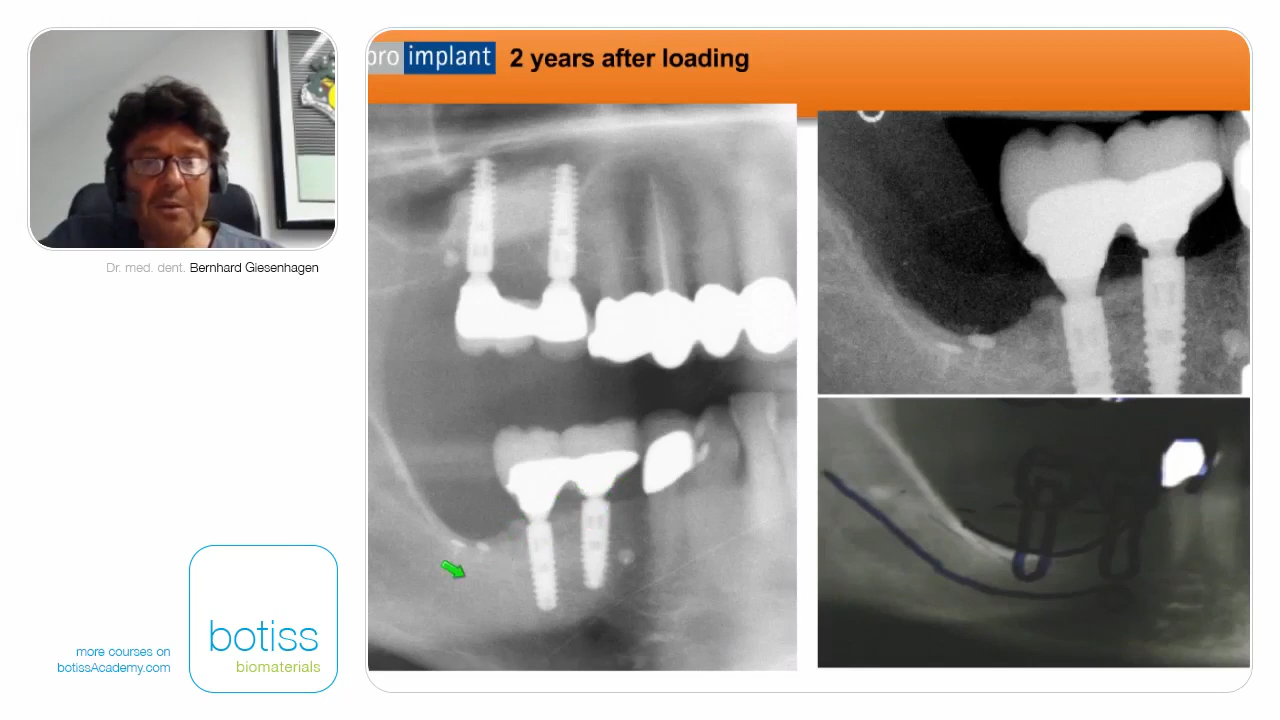 pro implant 2 years after loading
Dr. med. dent. Bernhard Giesenhagen
botiss
biomaterials
more courses on
botissAcademy.com